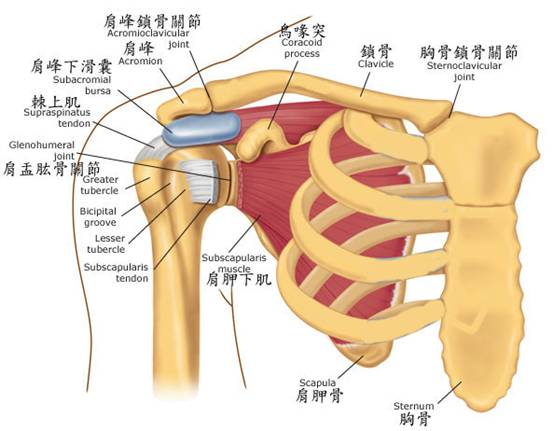 肩峰鎖骨關節
Acromioclavicular
joint
肩峰
Acromion
烏喙突
Coracoid
process
鎖骨
Clavicle
胸骨鎖骨關節
Sternoclavicular
joint
肩峰下滑囊
Subacromial
bursa
棘上肌
Supraspinatus
tendon
Glenohumeral
joint
肩盂肱骨關節
Greater
tubercle
Bicipital
groove
Lesser
tubercle
Subscapularis
tendon
Subscapularis
muscle
肩胛下肌
Scapula
肩胛骨
Sternum
胸骨